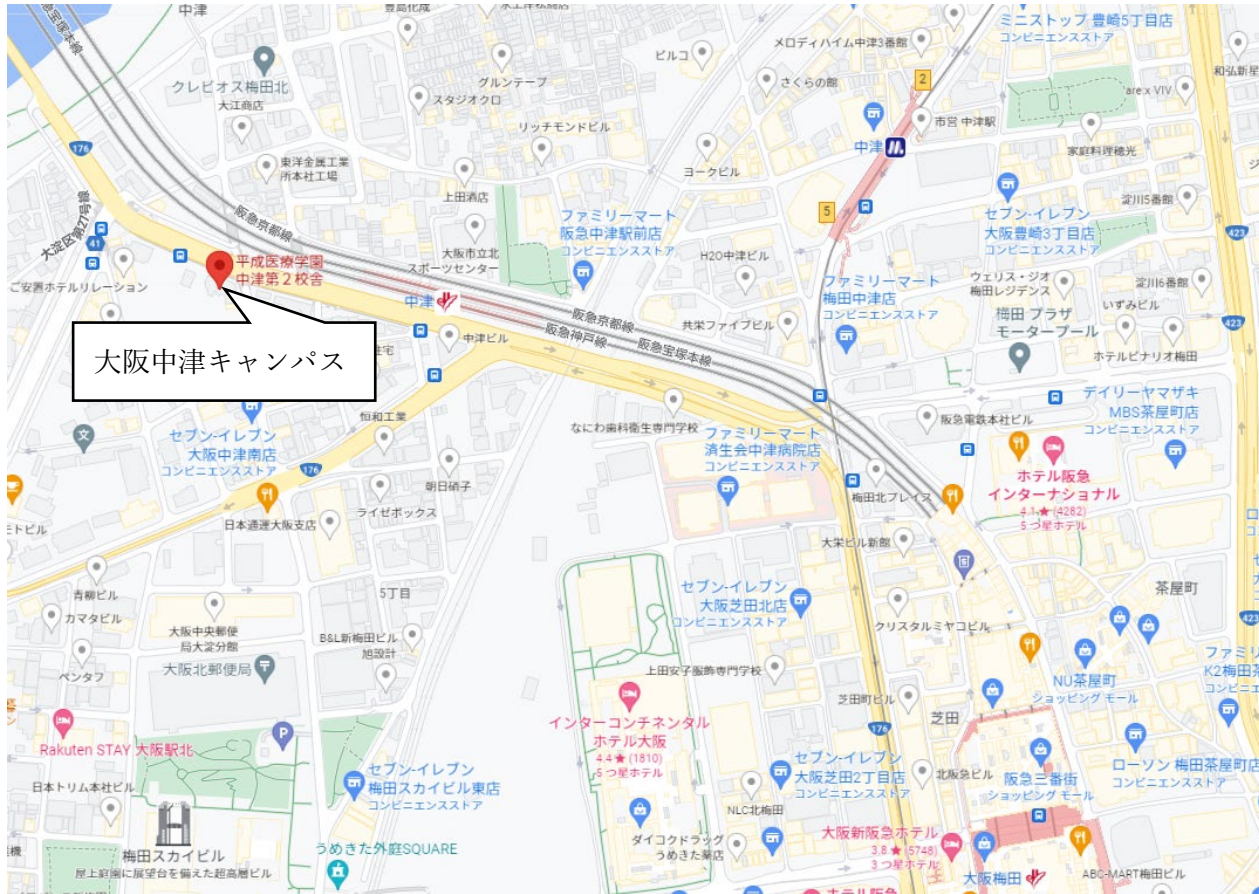 阪急宝塚本線
中津
豊島化成
ビルコ
メロディハイム中津3番館
ミニストップ 豊崎5丁目店
コンビニエンスストア
和弘新星
クレビオス梅田北
大江商店
グルンテープ
スタジオクロ
さくらの館
2
are:x VIV
リッチモンドビル
市営 中津駅
中津
家庭料理穂光
176
東洋金属工業
所本社工場
ヨークビル
上田酒店
淀川5番館
大淀区第27号線
阪急京都線
ファミリーマート
阪急中津駅前店
コンビニエンスストア
5
セブン-イレブン
大阪豊崎3丁目店
コンビニエンスストア
423
41
平成医療学園
中津第2校舎
大阪市立北
スポーツセンター
H2O中津ビル
ご安置ホテルリレーション
ファミリーマート
梅田中津店
コンビニエンスストア
ウェリス・ジオ
梅田レジデンス
淀川6番館
いずみビル
中津
阪急京都線
阪急神戸線
阪急宝塚本線
共栄ファイブビル
梅田 プラザ
モータープール
423
大阪中津キャンパス
中津ビル
ホテルビナリオ梅田
恒和工業
なにわ歯科衛生専門学校
デイリーヤマザキ
MBS茶屋町店
コンビニエンスストア
阪急電鉄本社ビル
セブン-イレブン
大阪中津南店
コンビニエンスストア
ファミリーマート
済生会中津病院店
コンビニエンスストア
176
朝日硝子
ホテル阪急
インターナショナル
4.1★(4282)
5 つ星ホテル
梅田北プレイス
日本通運大阪支店
ライゼボックス
大栄ビル新館
青柳ビル
5丁目
セブン-イレブン
大阪芝田北店
コンビニエンスストア
茶屋町
カマタビル
大阪中央郵便
局大淀分館
クリスタルミヤコビル
423
B&L新梅田ビル
旭設計
大阪北郵便局
ペンタフ
上田安子服飾専門学校
NU茶屋町
ショッピング モール
芝田町ビル
Rakuten STAY 大阪駅北
P
インターコンチネンタル
ホテル大阪
4.4★(1810)
5 つ星ホテル
176
芝田
セブン-イレブン
梅田スカイビル東店
コンビニエンスストア
セブン-イレブン
大阪芝田2丁目店
コンビニエンスストア
北阪急ビル
阪急三番街
ショッピング モール
ローソン 梅田茶屋町店
コンビニエンスストア
日本トリム本社ビル
NLC北梅田
梅田スカイビル
屋上庭園に展望台を備えた超高層ビル
うめきた外庭SQUARE
ダイコクドラッグ
うめきた薬店
大阪新阪急ホテル
3.8★(5748)
3 つ星ホテル
大阪梅田
ABC-MART梅田ビル